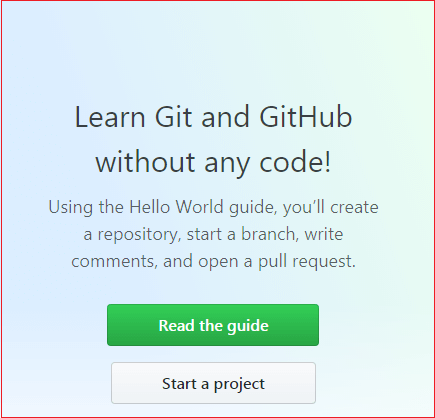 Learn Git and GitHub
without any code!
Using the Hello World guide, you’ll create
a repository, start a branch, write
comments, and open a pull request.
Read the guide
Start a project